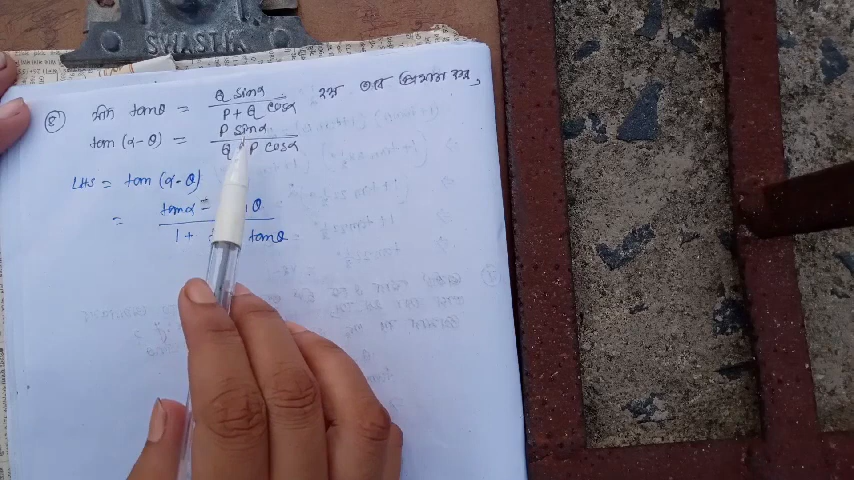 SWASTIK
(8) যদি tanθ = Q sinα / P + Q cosα হয় তবে প্রমাণ কর,
tan (α - θ) = P sinα / Q P cosα
LHS = tan (α - θ)
= tanα - θ / 1 + tanθ